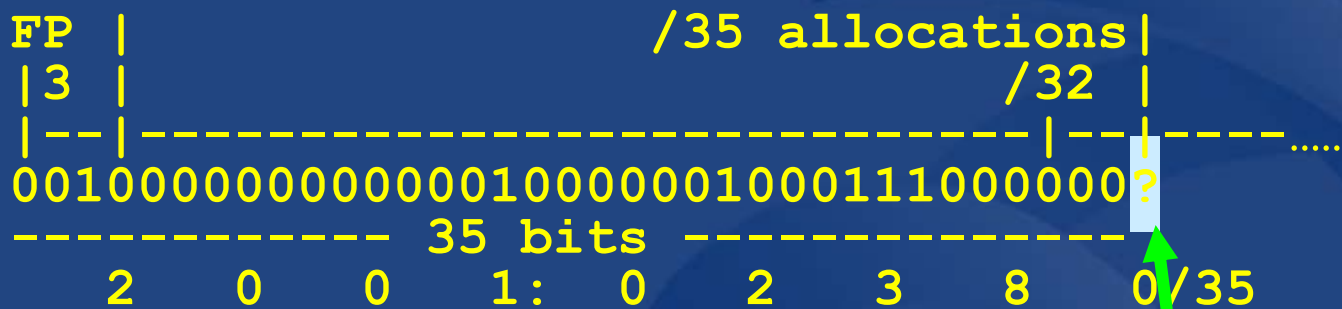 FP | /35 allocations|
|3 | /32 |
|--|----------------------------|--|----.....
00100000000000010000001000111000000?
------------ 35 bits --------------
2 0 0 1: 0 2 3 8 0/35